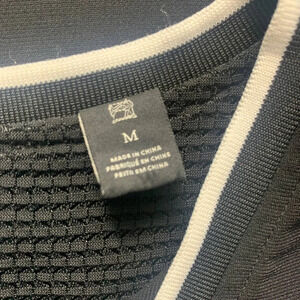 M
MADE IN CHINA
FABRIQUÉ EN CHINE
FEITO EM CHINA